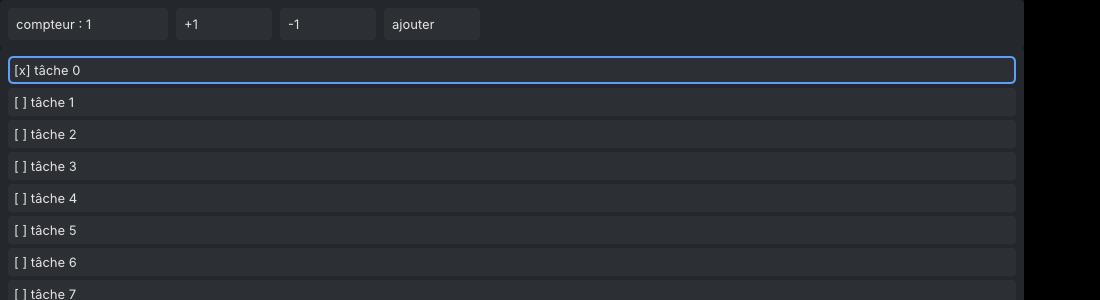 compteur : 1 +1 -1 ajouter
[x] tâche 0
[ ] tâche 1
[ ] tâche 2
[ ] tâche 3
[ ] tâche 4
[ ] tâche 5
[ ] tâche 6
[ ] tâche 7